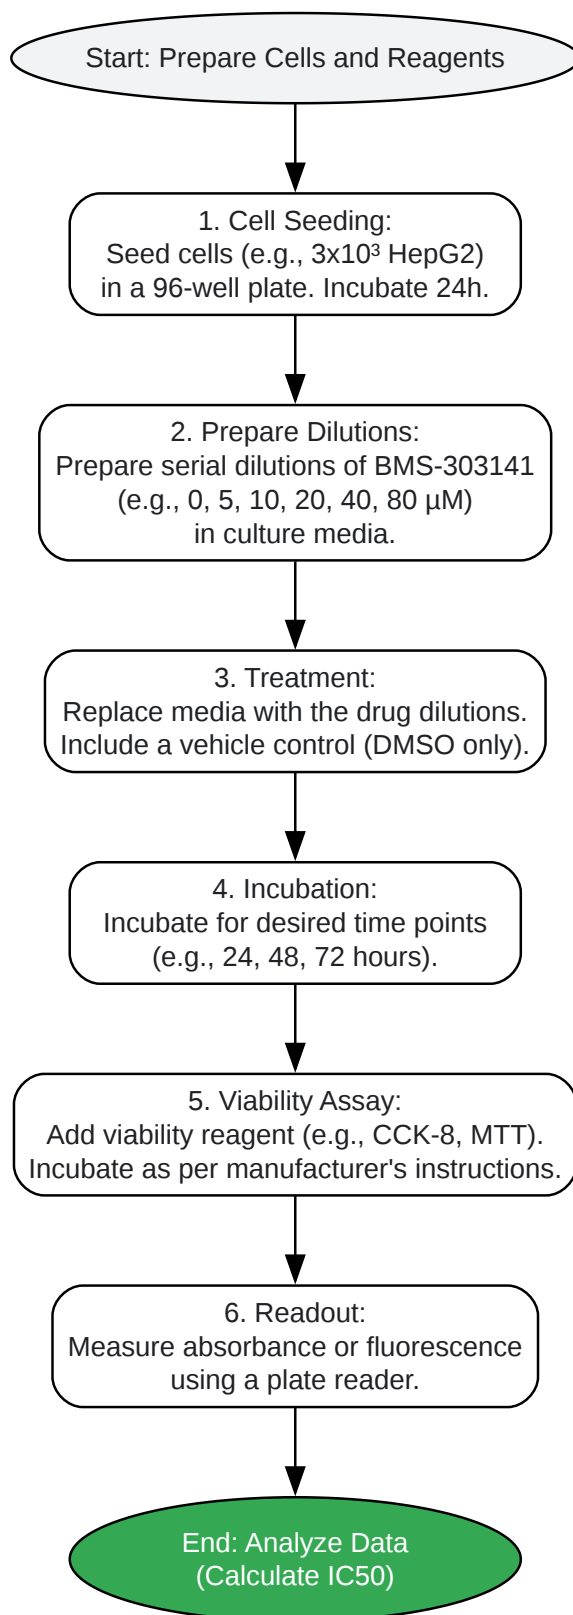 Start: Prepare Cells and Reagents
1. Cell Seeding:
Seed cells (e.g., 3x10³ HepG2)
in a 96-well plate. Incubate 24h.
2. Prepare Dilutions:
Prepare serial dilutions of BMS-303141
(e.g., 0, 5, 10, 20, 40, 80 µM)
in culture media.
3. Treatment:
Replace media with the drug dilutions.
Include a vehicle control (DMSO only).
4. Incubation:
Incubate for desired time points
(e.g., 24, 48, 72 hours).
5. Viability Assay:
Add viability reagent (e.g., CCK-8, MTT).
Incubate as per manufacturer's instructions.
6. Readout:
Measure absorbance or fluorescence
using a plate reader.
End: Analyze Data
(Calculate IC50)